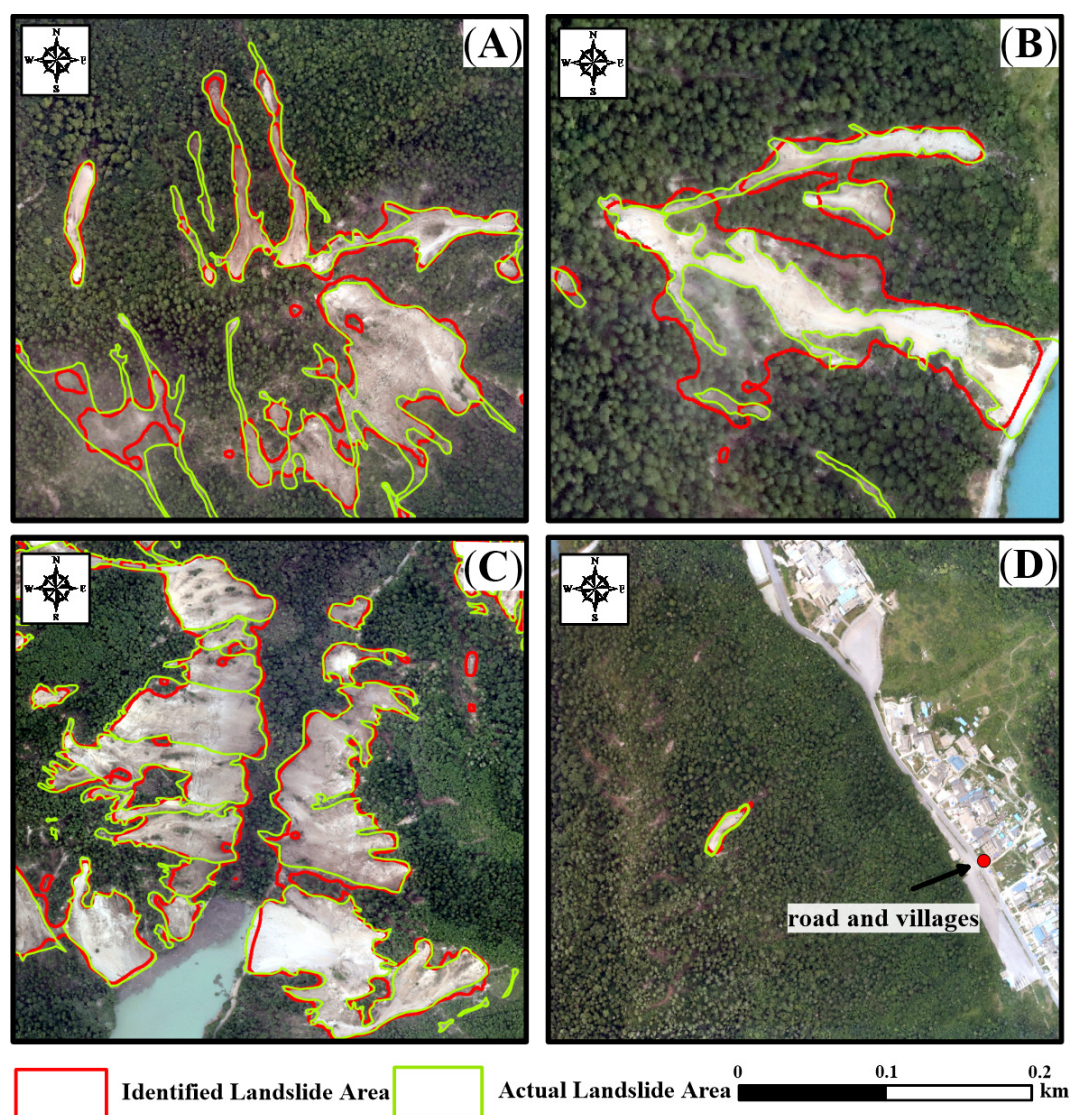 (A)
N
W E
S
(B)
N
W E
S
(C)
N
W E
S
(D)
N
W E
S
road and villages
Identified Landslide Area
Actual Landslide Area
0 0.1 0.2
km